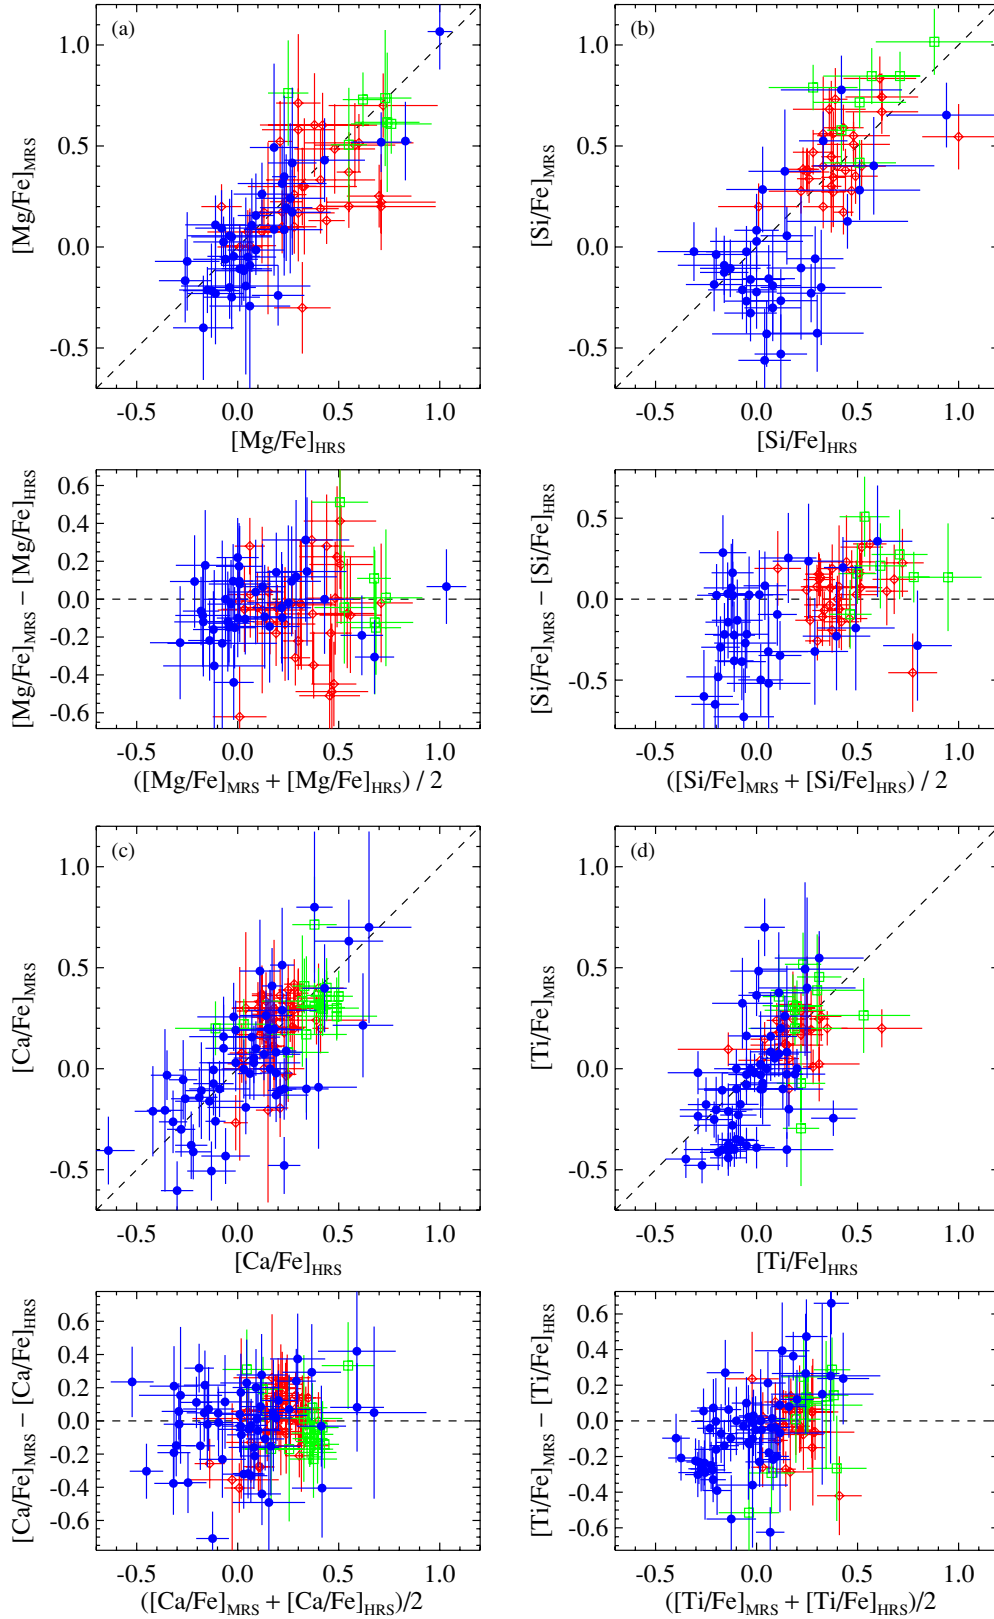 (a)
(b)
1.0
0.5
0.0
-0.5
[Mg/Fe]MRS
-0.5 0.0 0.5 1.0
[Mg/Fe]HRS
1.0
0.5
0.0
-0.5
[Si/Fe]MRS
-0.5 0.0 0.5 1.0
[Si/Fe]HRS
0.6
0.4
0.2
0.0
-0.2
-0.4
-0.6
[Mg/Fe]MRS − [Mg/Fe]HRS
-0.5 0.0 0.5 1.0
([Mg/Fe]MRS + [Mg/Fe]HRS) / 2
0.5
0.0
-0.5
[Si/Fe]MRS − [Si/Fe]HRS
-0.5 0.0 0.5 1.0
([Si/Fe]MRS + [Si/Fe]HRS) / 2
(c)
(d)
1.0
0.5
0.0
-0.5
[Ca/Fe]MRS
-0.5 0.0 0.5 1.0
[Ca/Fe]HRS
1.0
0.5
0.0
-0.5
[Ti/Fe]MRS
-0.5 0.0 0.5 1.0
[Ti/Fe]HRS
0.6
0.4
0.2
0.0
-0.2
-0.4
-0.6
[Ca/Fe]MRS − [Ca/Fe]HRS
-0.5 0.0 0.5 1.0
([Ca/Fe]MRS + [Ca/Fe]HRS)/2
0.6
0.4
0.2
0.0
-0.2
-0.4
-0.6
[Ti/Fe]MRS − [Ti/Fe]HRS
-0.5 0.0 0.5 1.0
([Ti/Fe]MRS + [Ti/Fe]HRS)/2